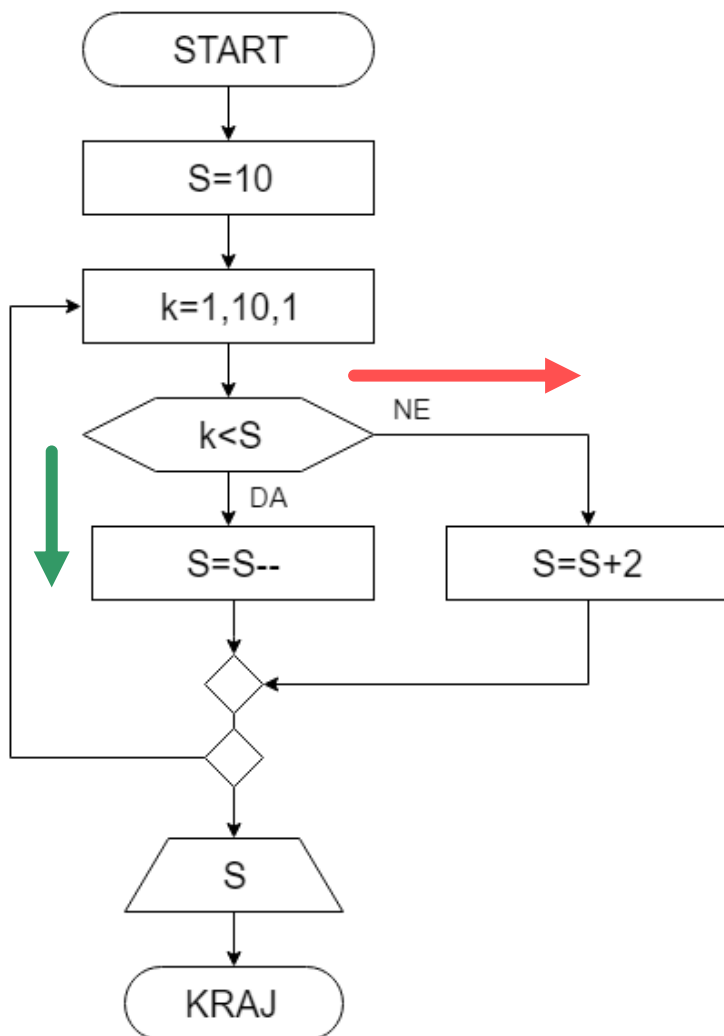 START
S=10
k=1,10,1
k<S
NE
DA
S=S--
S=S+2
S
KRAJ